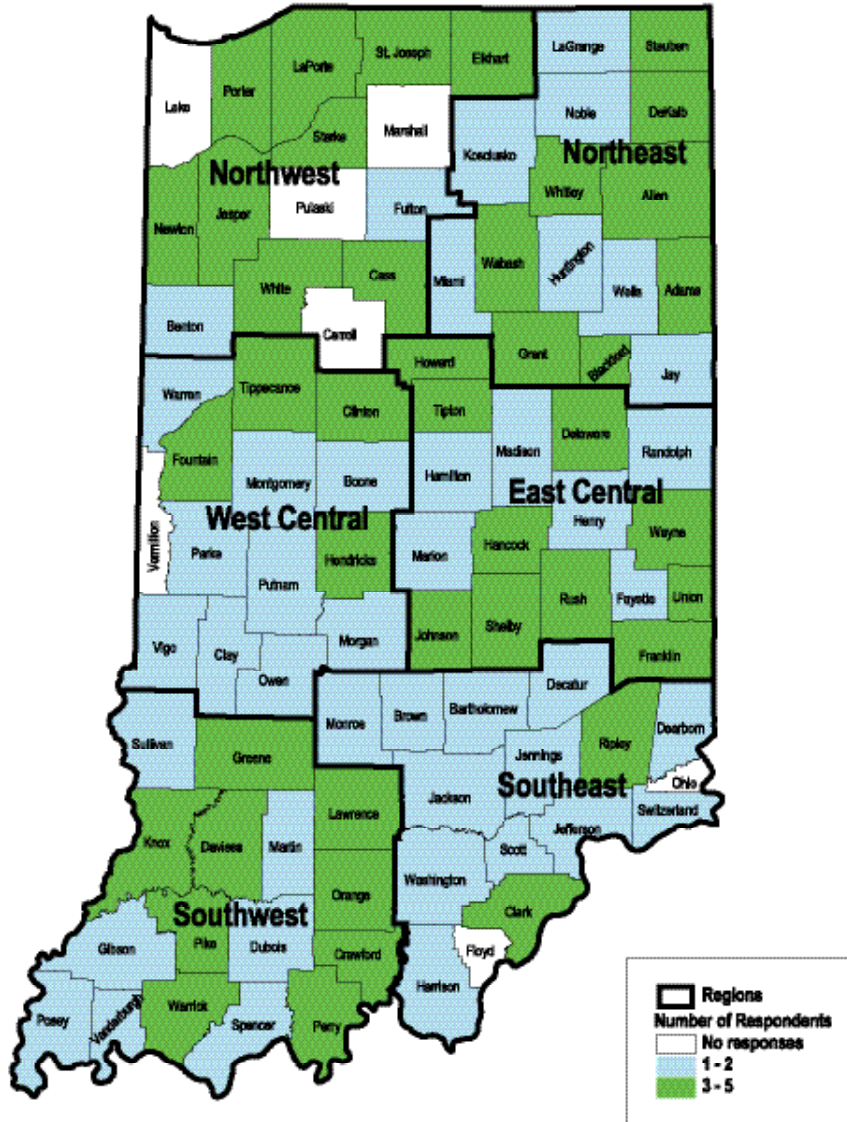 LaGrange
Steuben
St. Joseph
Elkhart
LaPorte
Porter
Lake
Noble
DeKalb
Marshall
Starke
Kosciusko
Northeast
Northwest
Whitley
Allen
Pulaski
Fulton
Jasper
Newton
Wabash
Huntington
Miami
Cass
White
Wells
Adams
Benton
Carroll
Grant
Blackford
Jay
Howard
Warren
Tippecanoe
Clinton
Tipton
Delaware
Madison
Randolph
Fountain
Montgomery
Boone
Hamilton
East Central
West Central
Henry
Wayne
Vermillion
Parke
Hendricks
Marion
Hancock
Putnam
Rush
Fayette
Union
Shelby
Johnson
Morgan
Vigo
Clay
Owen
Franklin
Decatur
Bartholomew
Brown
Monroe
Dearborn
Sullivan
Ripley
Greene
Jennings
Ohio
Southeast
Jackson
Switzerland
Lawrence
Jefferson
Knox
Daviess
Martin
Scott
Washington
Orange
Clark
Southwest
Pike
Dubois
Gibson
Floyd
Crawford
Harrison
Warrick
Vanderburgh
Posey
Spencer
Perry
Regions
Number of Respondents
No responses
1 - 2
3 - 5